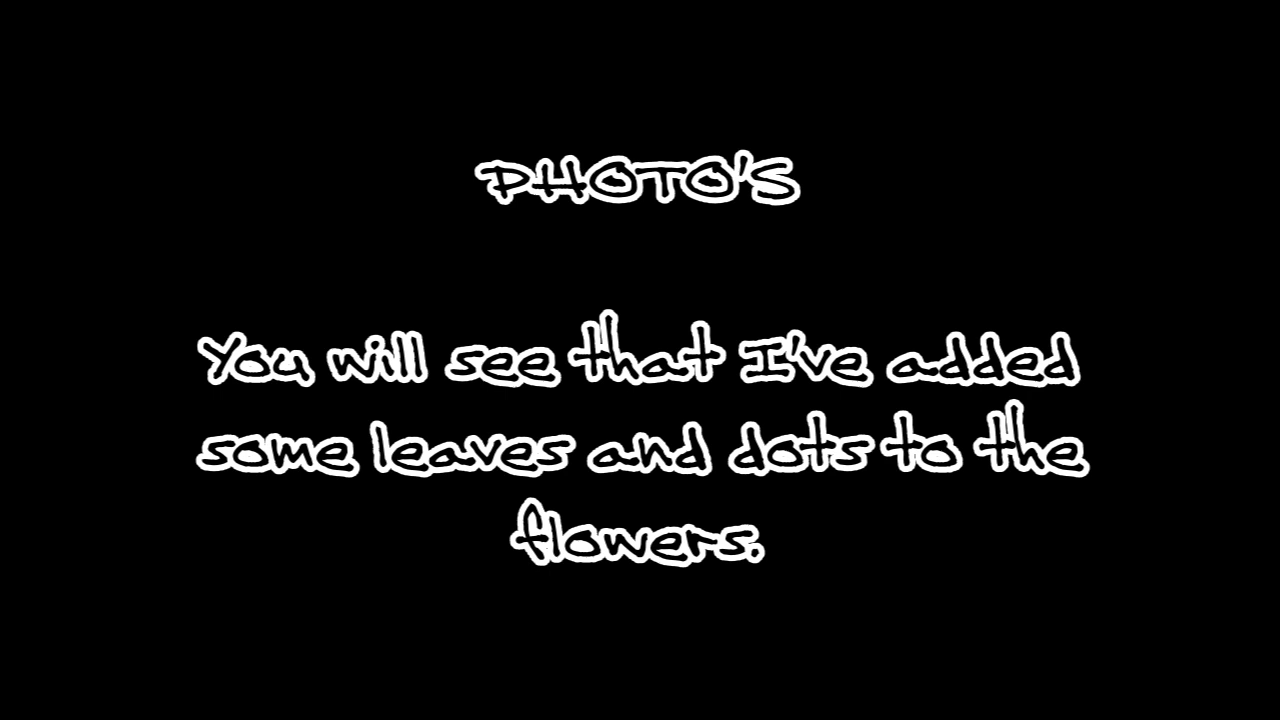 PHOTO'S
You will see that I've added
some leaves and dots to the
flowers.